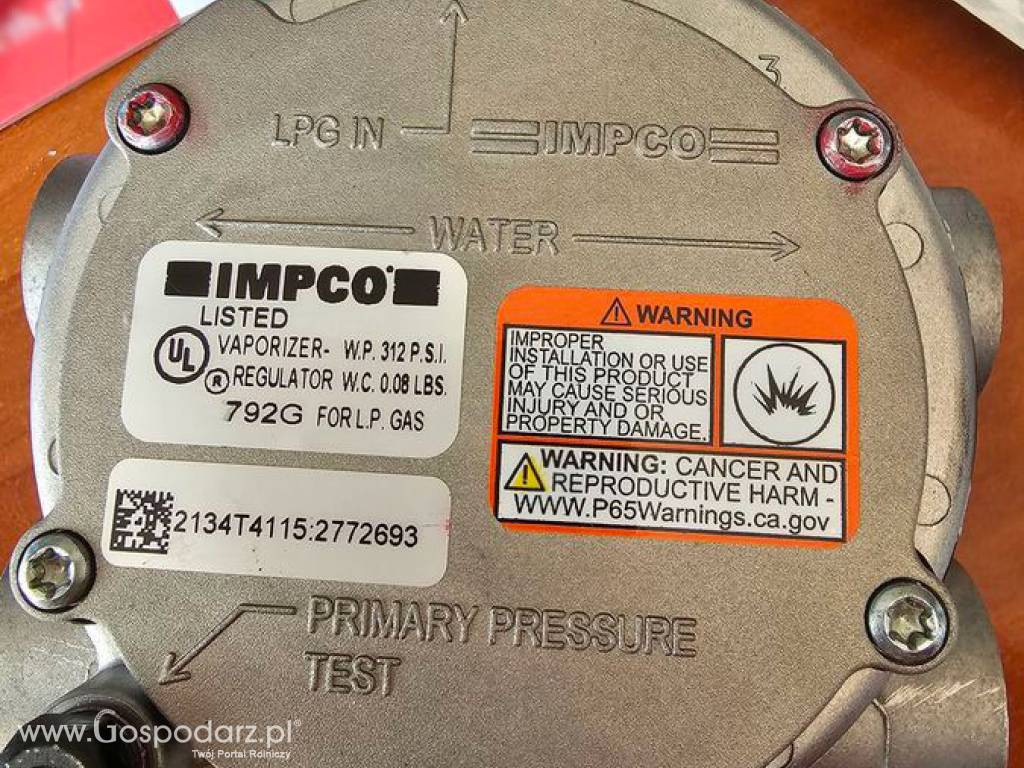 3
LPG IN
IMPCO
WATER
IMPCO
LISTED
UL VAPORIZER- W.P. 312 P.S.I.
® REGULATOR W.C. 0.08 LBS.
792G FOR L.P. GAS
WARNING
IMPROPER
INSTALLATION OR USE
OF THIS PRODUCT
MAY CAUSE SERIOUS
INJURY AND OR
PROPERTY DAMAGE.
WARNING: CANCER AND
REPRODUCTIVE HARM -
WWW.P65Warnings.ca.gov
2134T4115:2772693
PRIMARY PRESSURE
TEST
www.Gospodarz.pl®
Twój Portal Rolniczy